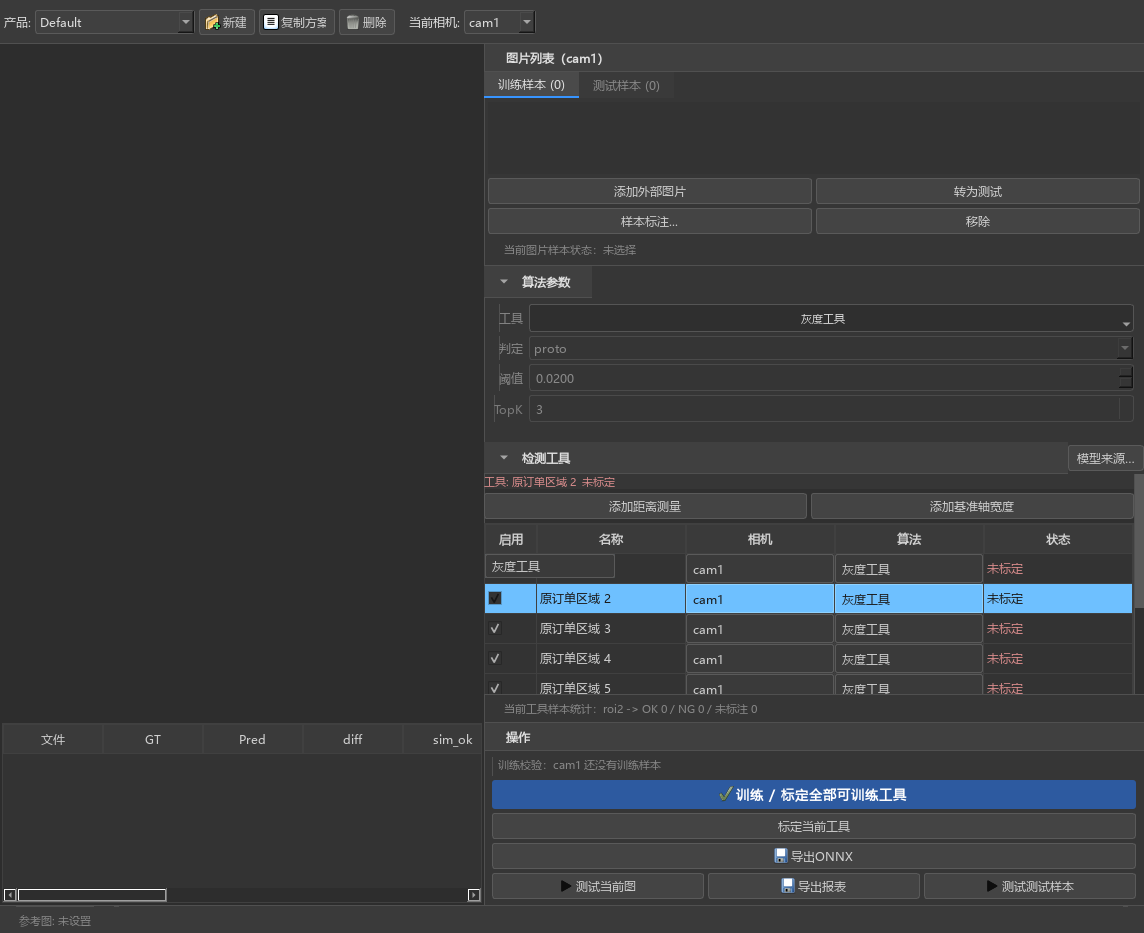 产品: Default 新建 复制方案 删除 当前相机: cam1
图片列表（cam1）
训练样本 (0) 测试样本 (0)
添加外部图片 转为测试
样本标注... 移除
当前图片样本状态：未选择
算法参数
工具 灰度工具
判定 proto
阈值 0.0200
TopK 3
检测工具 模型来源...
工具: 原订单区域 2 未标定
添加距离测量 添加基准轴宽度
启用 名称 相机 算法 状态
灰度工具 cam1 灰度工具 未标定
原订单区域 2 cam1 灰度工具 未标定
原订单区域 3 cam1 灰度工具 未标定
原订单区域 4 cam1 灰度工具 未标定
原订单区域 5 cam1 灰度工具 未标定
当前工具样本统计：roi2 -> OK 0 / NG 0 / 未标注 0
文件 GT Pred diff sim_ok
操作
训练校验：cam1 还没有训练样本
训练 / 标定全部可训练工具
标定当前工具
导出ONNX
测试当前图 导出报表 测试测试样本
参考图: 未设置